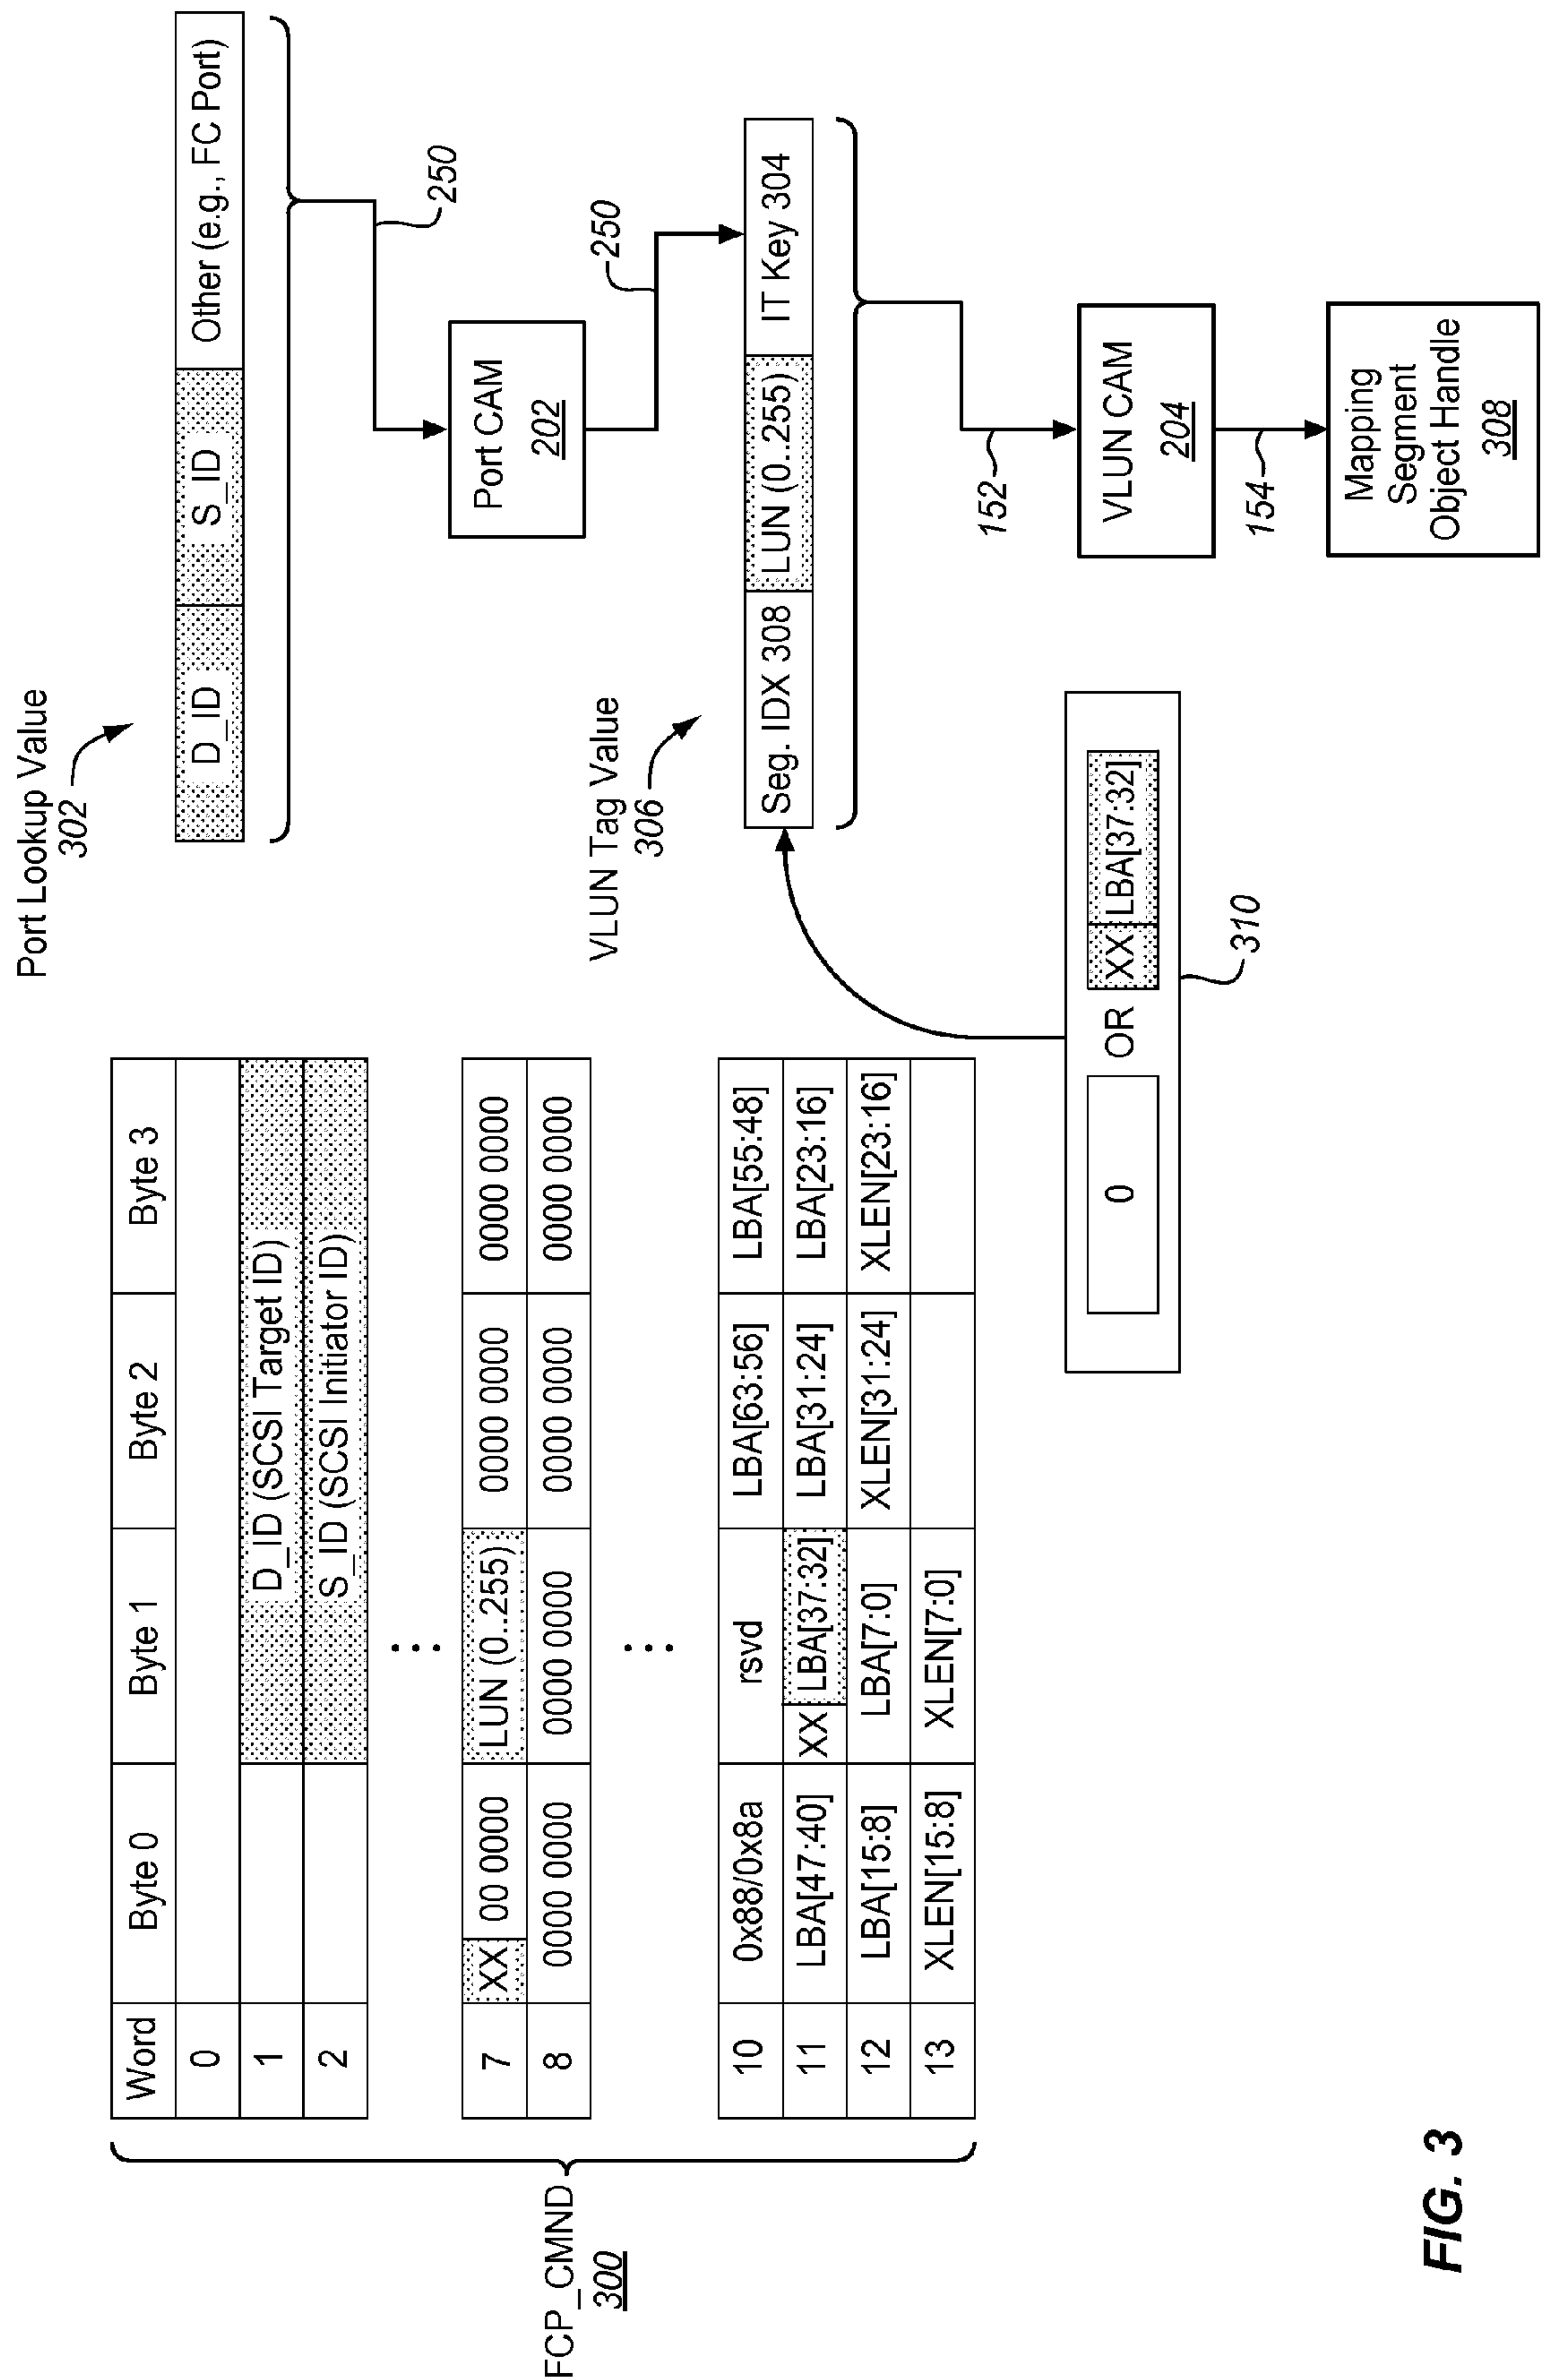 Port Lookup Value
302
D_ID S_ID Other (e.g., FC Port)
250
Port CAM
202
250
VLUN Tag Value
306
Seg. IDX 308 LUN (0..255) IT Key 304
152
VLUN CAM
204
154
Mapping
Segment
Object Handle
308
0 OR XX LBA[37:32]
310
FCP_CMND
300
Word Byte 0 Byte 1 Byte 2 Byte 3
0
1 D_ID (SCSI Target ID)
2 S_ID (SCSI Initiator ID)
...
7 XX 00 0000 LUN (0..255) 0000 0000 0000 0000
8 0000 0000 0000 0000 0000 0000 0000 0000
...
10 0x88/0x8a rsvd LBA[63:56] LBA[55:48]
11 LBA[47:40] XX LBA[37:32] LBA[31:24] LBA[23:16]
12 LBA[15:8] LBA[7:0] XLEN[31:24] XLEN[23:16]
13 XLEN[15:8] XLEN[7:0]
FIG. 3